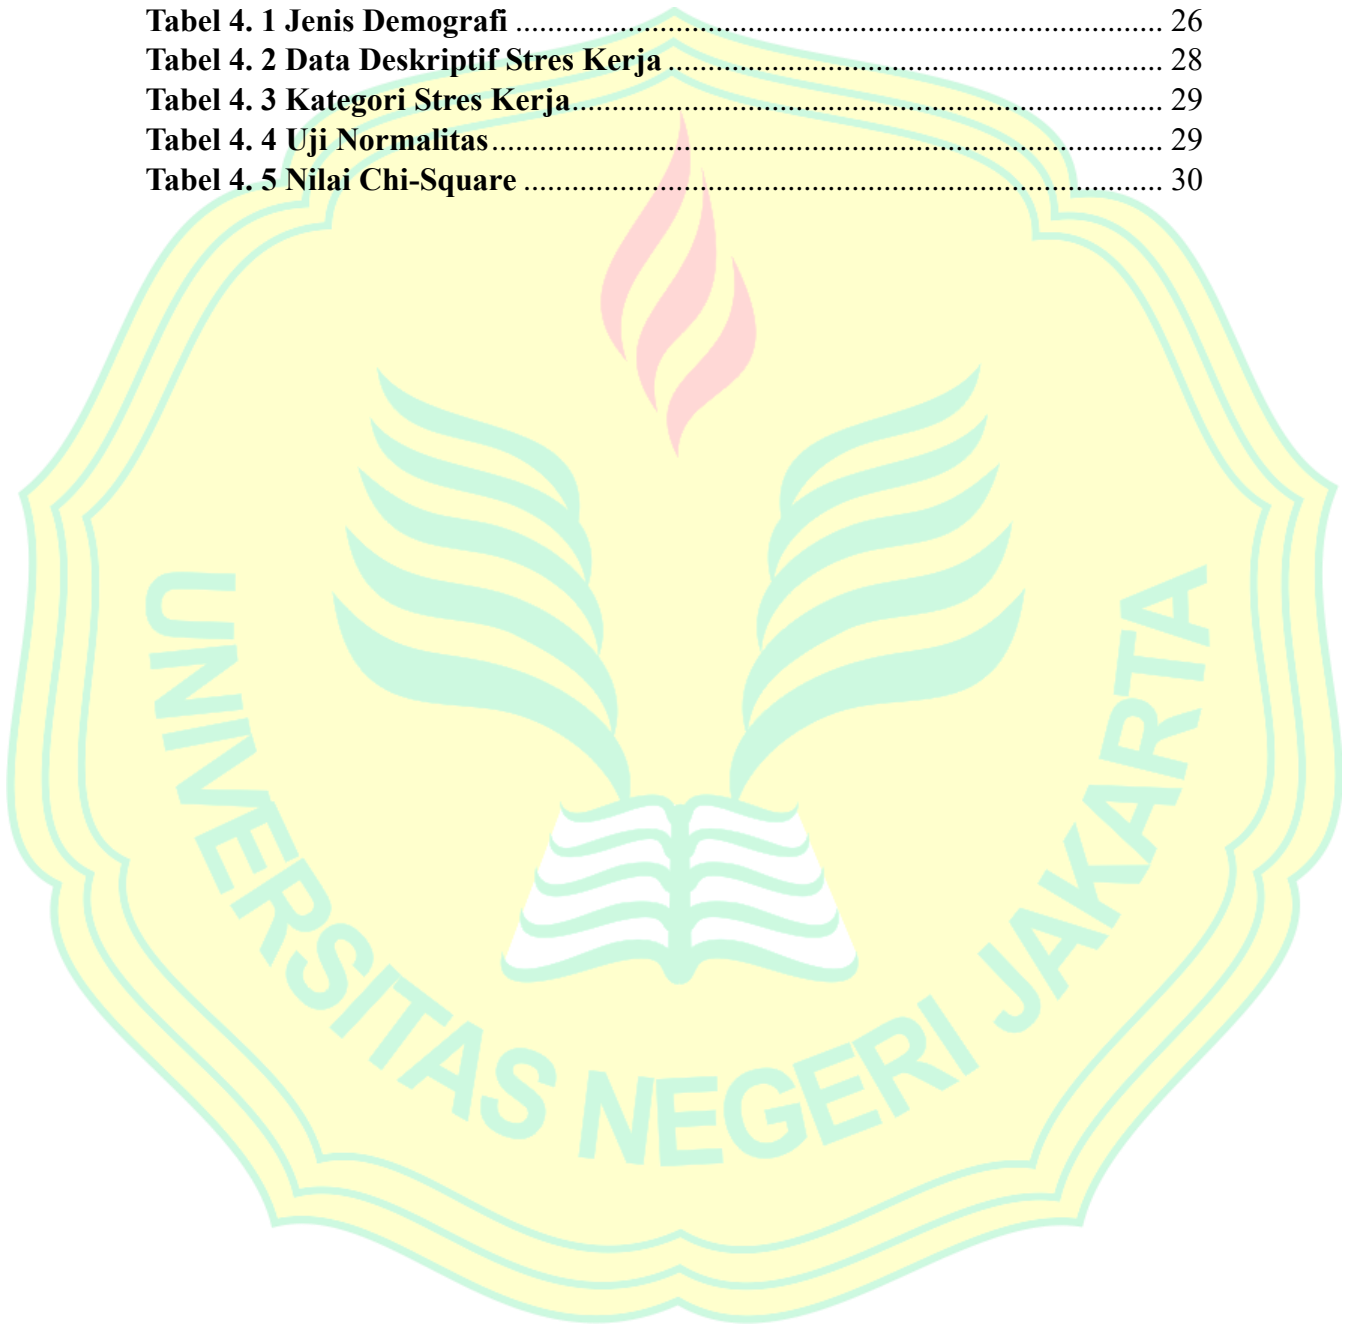 Tabel 4. 1 Jenis Demografi ................................................................................. 26
Tabel 4. 2 Data Deskriptif Stres Kerja .............................................................. 28
Tabel 4. 3 Kategori Stres Kerja.......................................................................... 29
Tabel 4. 4 Uji Normalitas.................................................................................... 29
Tabel 4. 5 Nilai Chi-Square ................................................................................ 30
UNIVERSITAS NEGERI JAKARTA